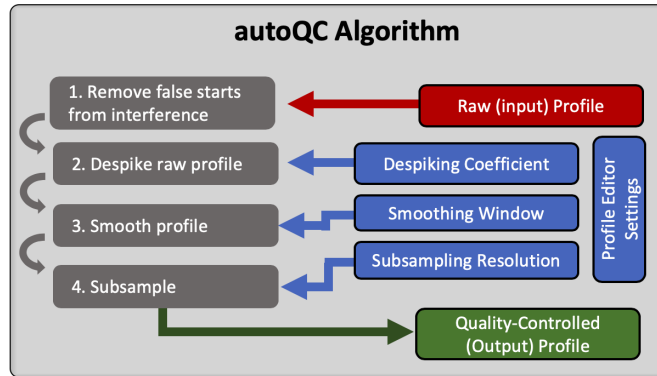 autoQC Algorithm
1. Remove false starts
from interference
Raw (input) Profile
2. Despike raw profile
Despiking Coefficient
3. Smooth profile
Smoothing Window
4. Subsample
Subsampling Resolution
Profile Editor
Settings
Quality-Controlled
(Output) Profile